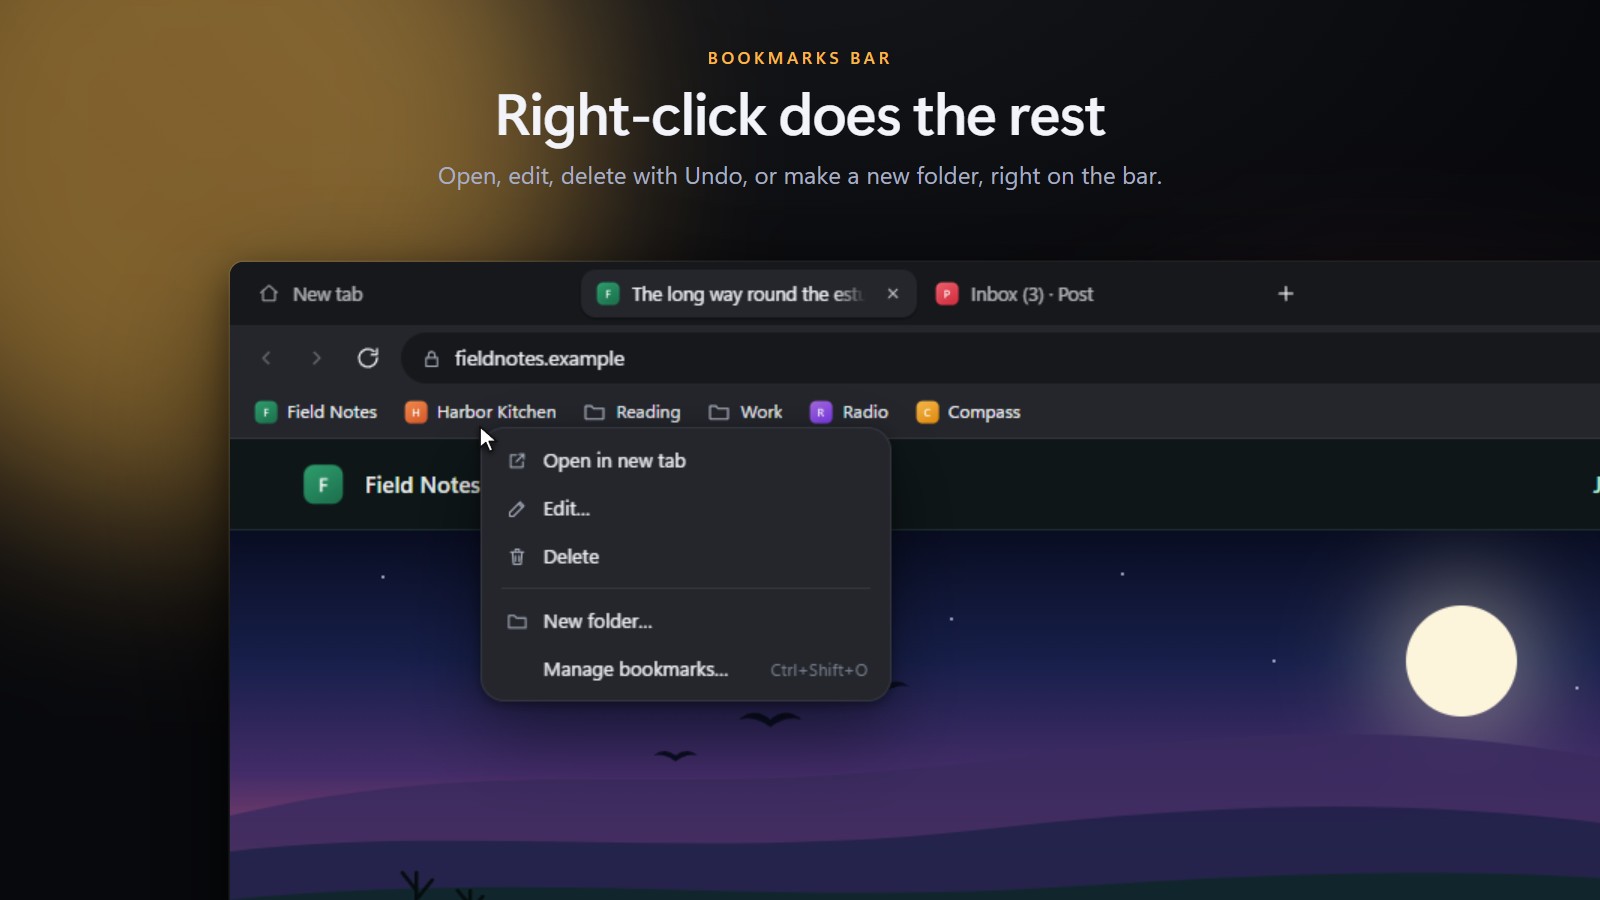 BOOKMARKS BAR
Right-click does the rest
Open, edit, delete with Undo, or make a new folder, right on the bar.
New tab
F The long way round the est
P Inbox (3) · Post
fieldnotes.example
F Field Notes H Harbor Kitchen Reading Work R Radio C Compass
F Field Notes
Open in new tab
Edit...
Delete
New folder...
Manage bookmarks... Ctrl+Shift+O